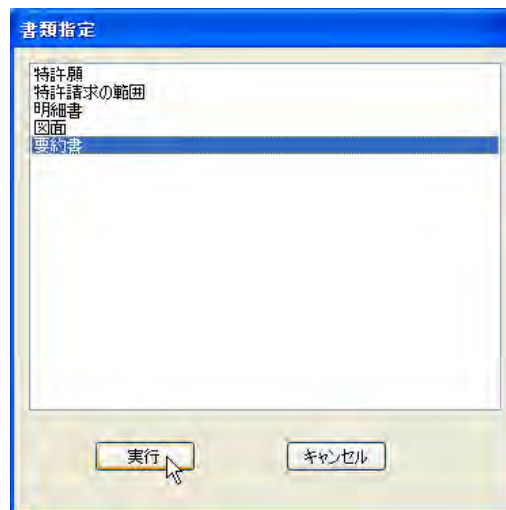 書類指定
特許願
特許請求の範囲
明細書
図面
要約書
実行
キャンセル